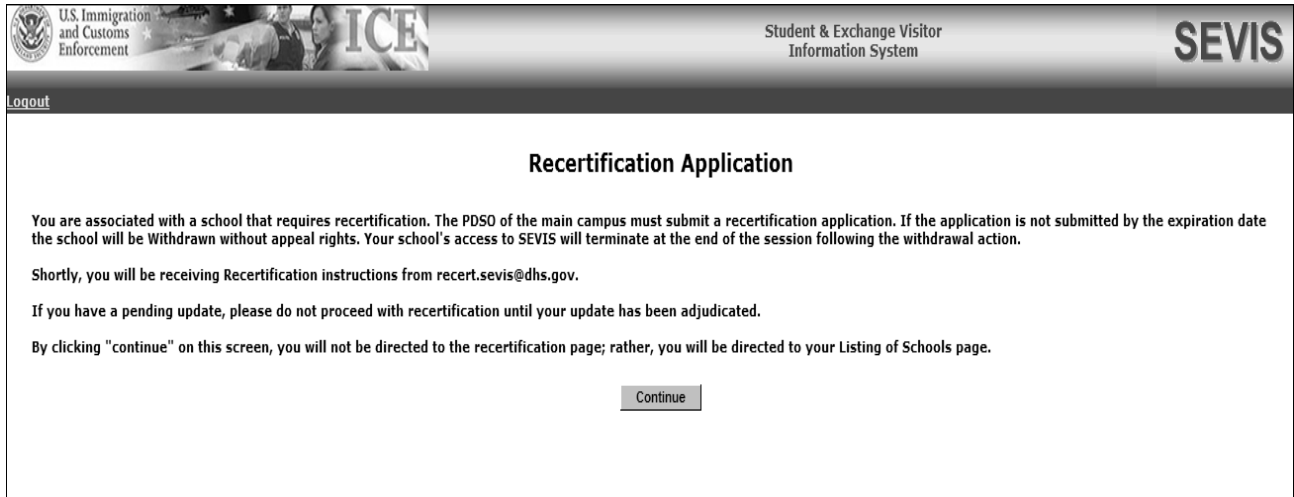 U.S. Immigration
and Customs
Enforcement
ICE
Student & Exchange Visitor
Information System
SEVIS
Logout
Recertification Application
You are associated with a school that requires recertification. The PDSO of the main campus must submit a recertification application. If the application is not submitted by the expiration date
the school will be Withdrawn without appeal rights. Your school's access to SEVIS will terminate at the end of the session following the withdrawal action.
Shortly, you will be receiving Recertification instructions from recert.sevis@dhs.gov.
If you have a pending update, please do not proceed with recertification until your update has been adjudicated.
By clicking "continue" on this screen, you will not be directed to the recertification page; rather, you will be directed to your Listing of Schools page.
Continue